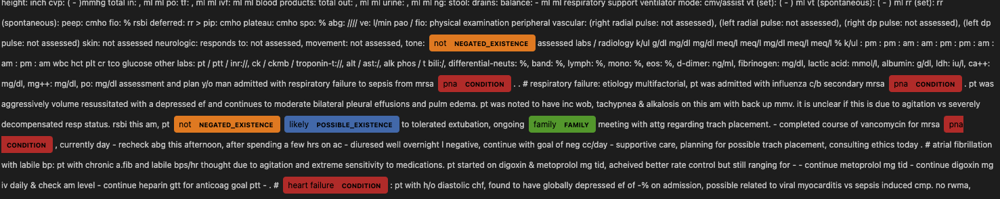 height: inch cvp: ( - )mmhg total in: , ml ml po: tf: , ml ml ivf: ml ml blood products: total out: , ml ml urine: , ml ml ng: stool: drains: balance: - ml ml respiratory support ventilator mode: cmv/assist vt (set): ( - ) ml vt (spontaneous): ( - ) ml rr (set): rr
(spontaneous): peep: cmho fio: % rsbi deferred: rr > pip: cmho plateau: cmho spo: % abg: //// ve: l/min pao / fio: physical examination peripheral vascular: (right radial pulse: not assessed), (left radial pulse: not assessed), (right dp pulse: not assessed), (left dp
pulse: not assessed) skin: not assessed neurologic: responds to: not assessed, movement: not assessed, tone: not NEGATED_EXISTENCE assessed labs / radiology k/ul g/dl mg/dl mg/dl meq/l meq/l mg/dl meq/l meq/l % k/ul : pm : pm : am : am : pm : pm : pm : am :
am : pm : am wbc hct plt cr tco glucose other labs: pt / ptt / inr://, ck / ckmb / troponin-t://, alt / ast:/, alk phos / t bili:/, differential-neuts: %, band: %, lymph: %, mono: %, eos: %, d-dimer: ng/ml, fibrinogen: mg/dl, lactic acid: mmol/l, albumin: g/dl, ldh: iu/l, ca++:
mg/dl, mg++: mg/dl, po: mg/dl assessment and plan y/o man admitted with respiratory failure to sepsis from mrsa pna CONDITION . . # respiratory failure: etiology multifactorial, pt was admitted with influenza c/b secondary mrsa pna CONDITION . pt was
aggressively volume resussitated with a depressed ef and continues to moderate bilateral pleural effusions and pulm edema. pt was noted to have inc wob, tachypnea & alkalosis on this am with back up mmv. it is unclear if this is due to agitation vs severely
decompensated resp status. rsbi this am, pt not NEGATED_EXISTENCE likely POSSIBLE_EXISTENCE to tolerated extubation, ongoing family FAMILY meeting with attg regarding trach placement. - completed course of vancomycin for mrsa pna
CONDITION , currently day - recheck abg this afternoon, after spending a few hrs on ac - diuresed well overnight l negative, continue with goal of neg cc/day - supportive care, planning for possible trach placement, consulting ethics today . # atrial fibrillation
with labile bp: pt with chronic a.fib and labile bps/hr thought due to agitation and extreme sensitivity to medications. pt started on digoxin & metoprolol mg tid, acheived better rate control but still ranging for - - continue metoprolol mg tid - continue digoxin mg
iv daily & check am level - continue heparin gtt for anticoag goal ptt - . # heart failure CONDITION : pt with h/o diastolic chf, found to have globally depressed ef of -% on admission, possible related to viral myocarditis vs sepsis induced cmp. no rwma,